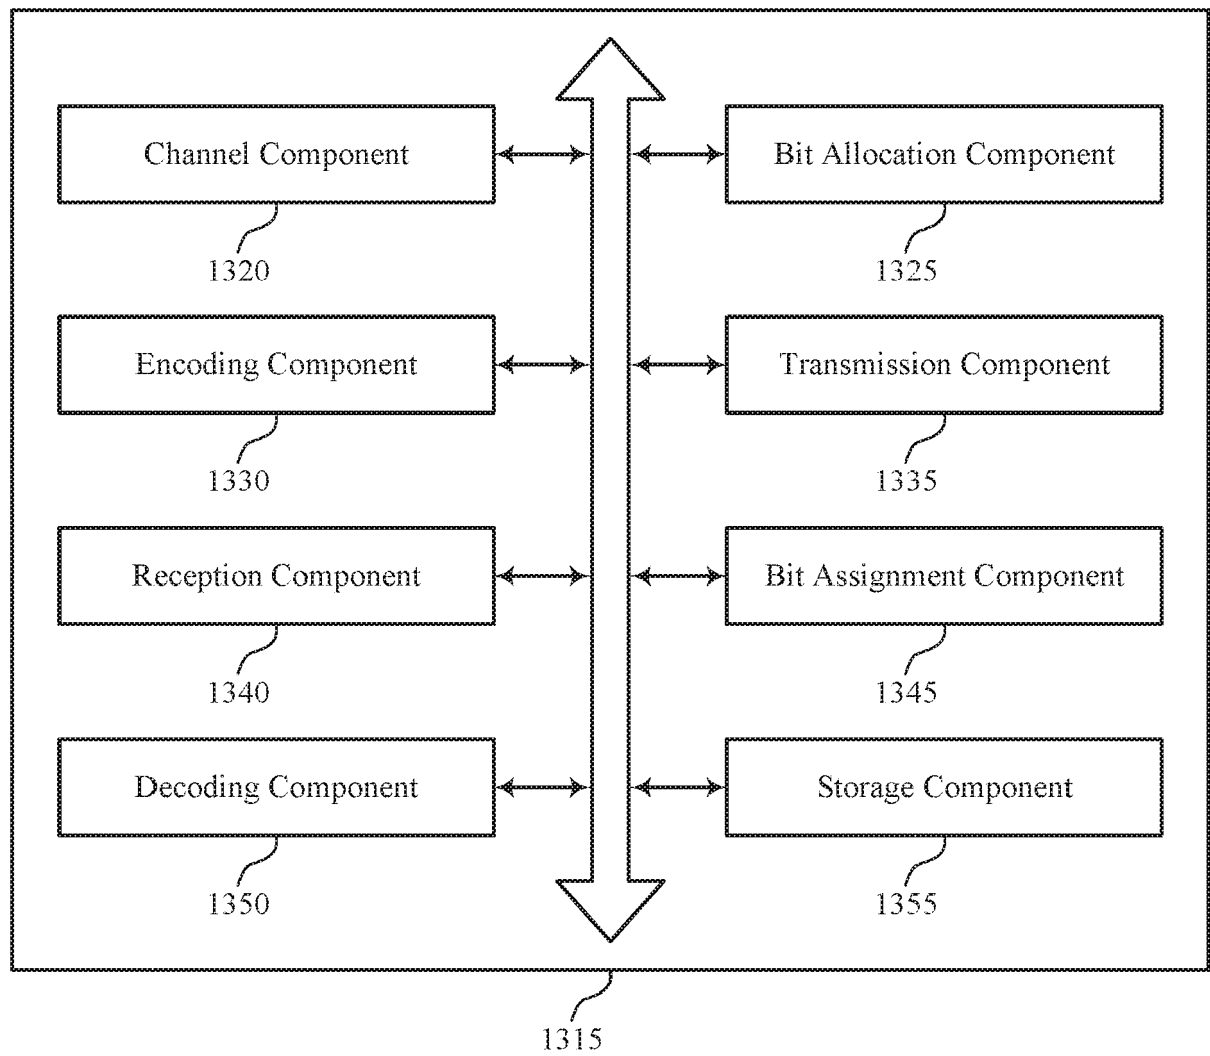 Channel Component
Bit Allocation Component
1320
1325
Encoding Component
Transmission Component
1330
1335
Reception Component
Bit Assignment Component
1340
1345
Decoding Component
Storage Component
1350
1355
1315